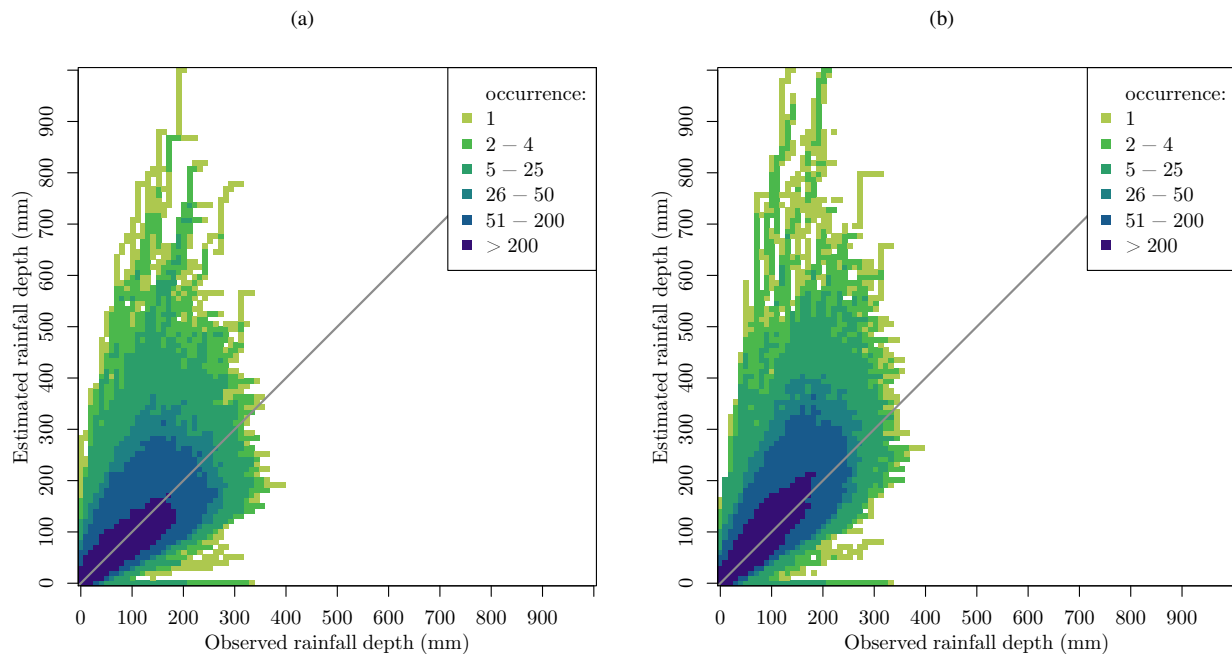 (a)
occurrence:
1
2 − 4
5 − 25
26 − 50
51 − 200
> 200
Estimated rainfall depth (mm)
900
800
700
600
500
400
300
200
100
0
0 100 200 300 400 500 600 700 800 900
Observed rainfall depth (mm)
(b)
occurrence:
1
2 − 4
5 − 25
26 − 50
51 − 200
> 200
Estimated rainfall depth (mm)
900
800
700
600
500
400
300
200
100
0
0 100 200 300 400 500 600 700 800 900
Observed rainfall depth (mm)